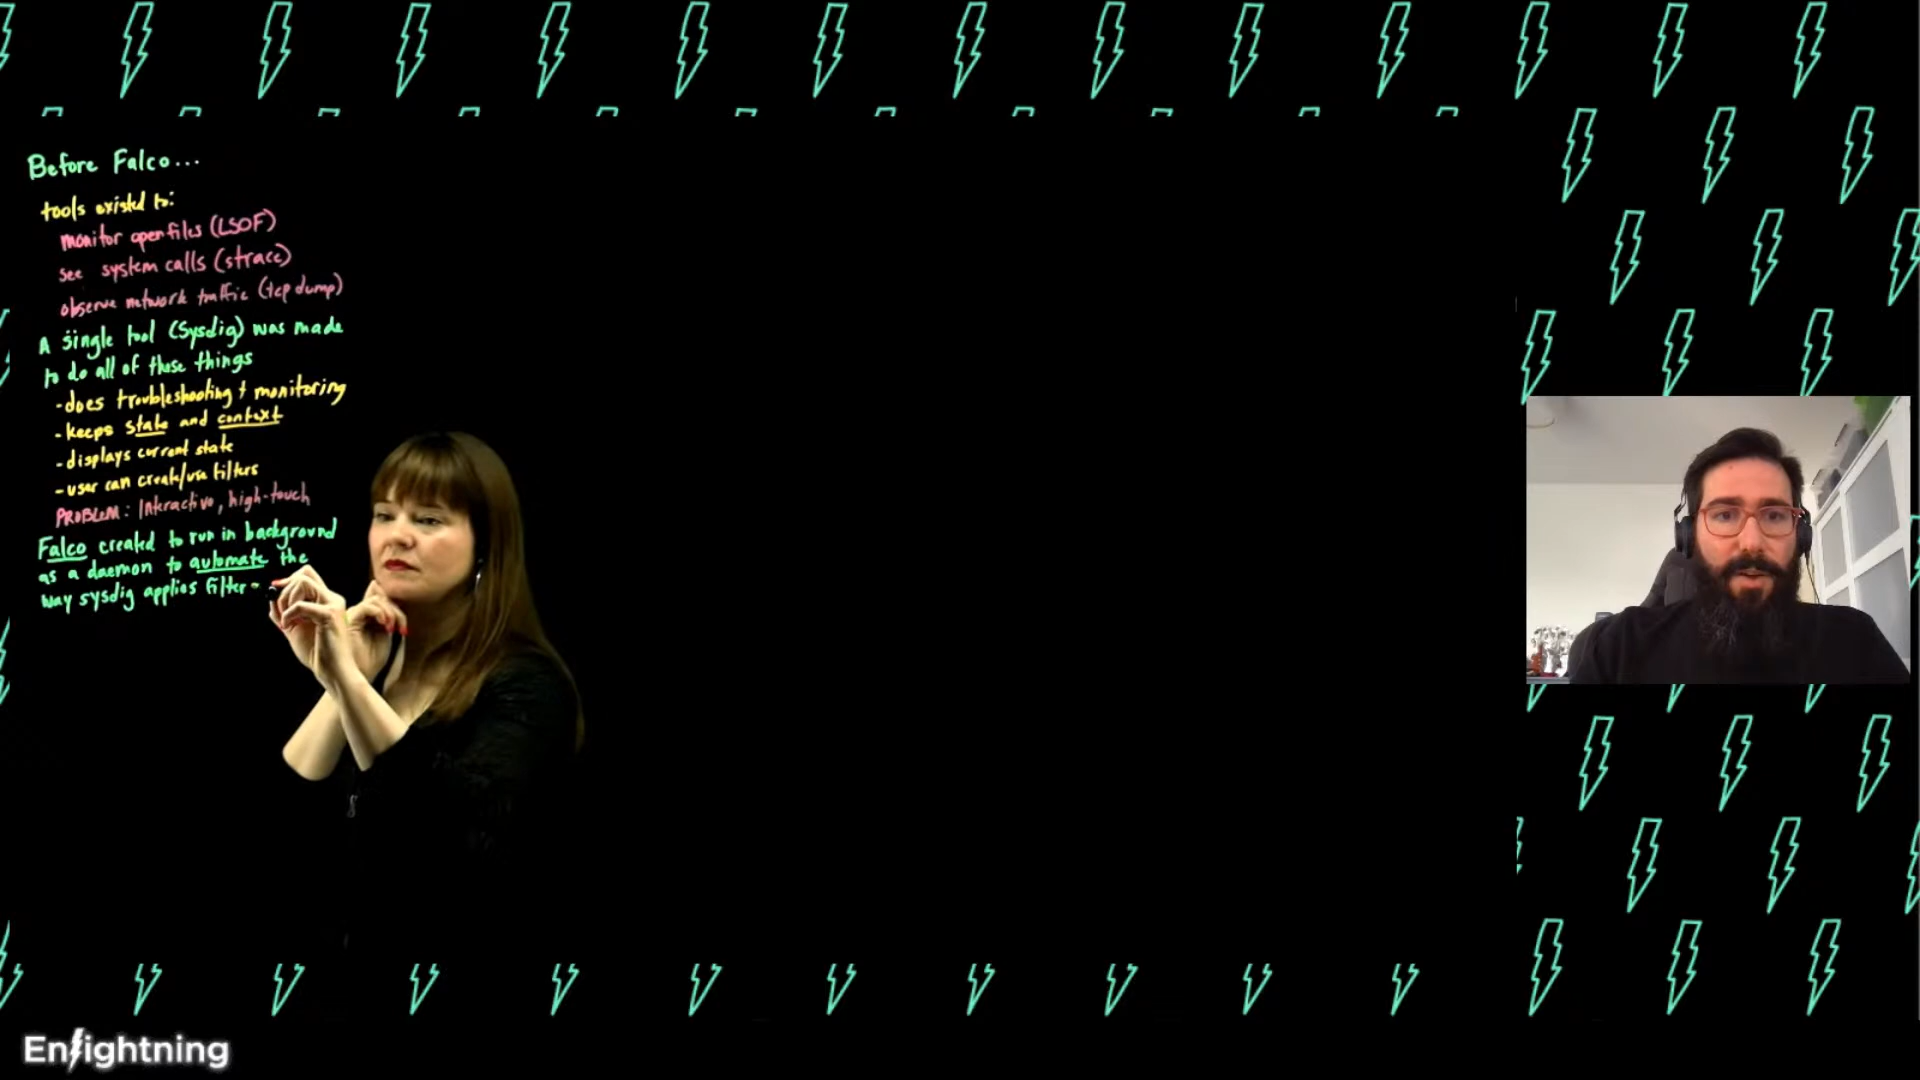 Before Falco...
tools existed to:
monitor open files (LSOF)
see system calls (strace)
observe network traffic (tcp dump)
A single tool (Sysdig) was made
to do all of these things
-does troubleshooting + monitoring
-keeps state and context
-displays current state
-user can create/use filters
PROBLEM: Interactive, high-touch
Falco created to run in background
as a daemon to automate the
way sysdig applies filter-
Enlightning